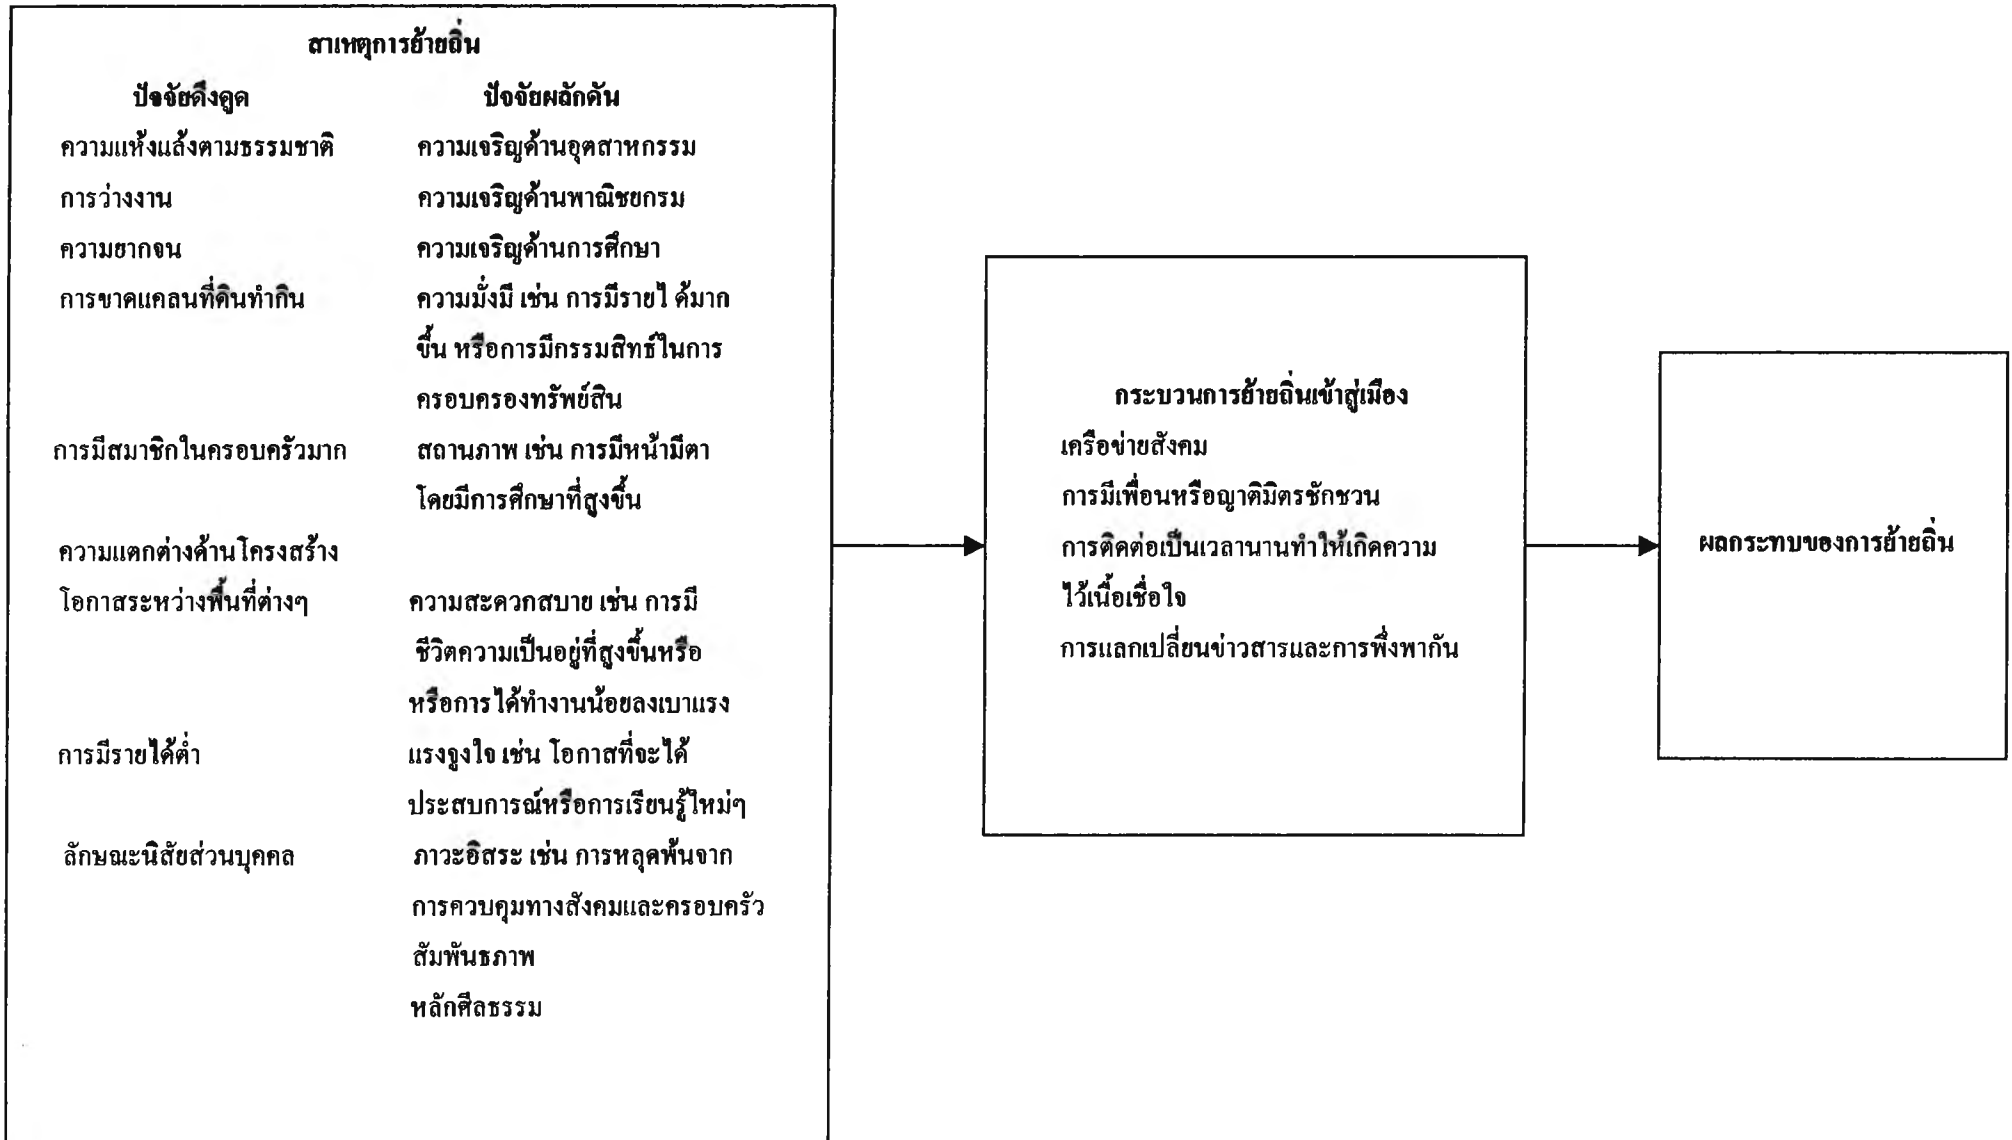 สาเหตุการย้ายถิ่น
ปัจจัยดึงดูด ปัจจัยผลักดัน
ความแห้งแล้งตามธรรมชาติ ความเจริญด้านอุตสาหกรรม
การว่างงาน ความเจริญด้านพาณิชยกรม
ความยากจน ความเจริญด้านการศึกษา
การขาดแคลนที่ดินทำกิน ความมั่งมี เช่น การมีรายได้มาก
ขึ้น หรือการมีกรรมสิทธ์ในการ
ครอบครองทรัพย์สิน
การมีสมาชิกในครอบครัวมาก สถานภาพ เช่น การมีหน้ามีตา
โดยมีการศึกษาที่สูงขึ้น
ความแตกต่างด้านโครงสร้าง
โอกาสระหว่างพื้นที่ต่างๆ ความสะดวกสบาย เช่น การมี
ชีวิตความเป็นอยู่ที่สูงขึ้นหรือ
หรือการได้ทำงานน้อยลงเบาแรง
การมีรายได้ต่ำ แรงจูงใจ เช่น โอกาสที่จะได้
ประสบการณ์หรือการเรียนรู้ใหม่ๆ
ลักษณะนิสัยส่วนบุคคล ภาวะอิสระ เช่น การหลุดพ้นจาก
การควบคุมทางสังคมและครอบครัว
สัมพันธภาพ
หลักศีลธรรม
กระบวนการย้ายถิ่นเข้าสู่เมือง
เครือข่ายสังคม
การมีเพื่อนหรือญาติมิตรชักชวน
การติดต่อเป็นเวลานานทำให้เกิดความ
ไว้เนื้อเชื่อใจ
การแลกเปลี่ยนข่าวสารและการพึ่งพากัน
ผลกระทบของการย้ายถิ่น